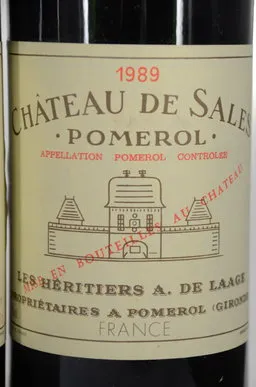 1989
CHÂTEAU DE SALES
· POMEROL ·
APPELLATION POMEROL CONTROLÉE
MIS EN BOUTEILLES AU CHATEAU
LES HÉRITIERS A. DE LAAGE
PROPRIÉTAIRES A POMEROL (GIRONDE
FRANCE